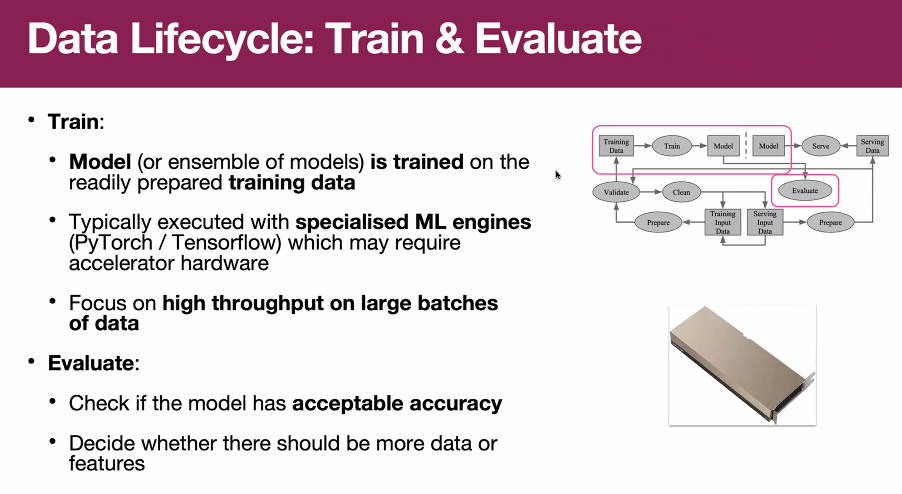 Data Lifecycle: Train & Evaluate
• Train:
• Model (or ensemble of models) is trained on the
readily prepared training data
• Typically executed with specialised ML engines
(PyTorch / Tensorflow) which may require
accelerator hardware
• Focus on high throughput on large batches
of data
• Evaluate:
• Check if the model has acceptable accuracy
• Decide whether there should be more data or
features
Training
Data
Train
Model
Model
Serve
Serving
Data
Validate
Clean
Evaluate
Prepare
Training
Input
Data
Serving
Input
Data
Prepare